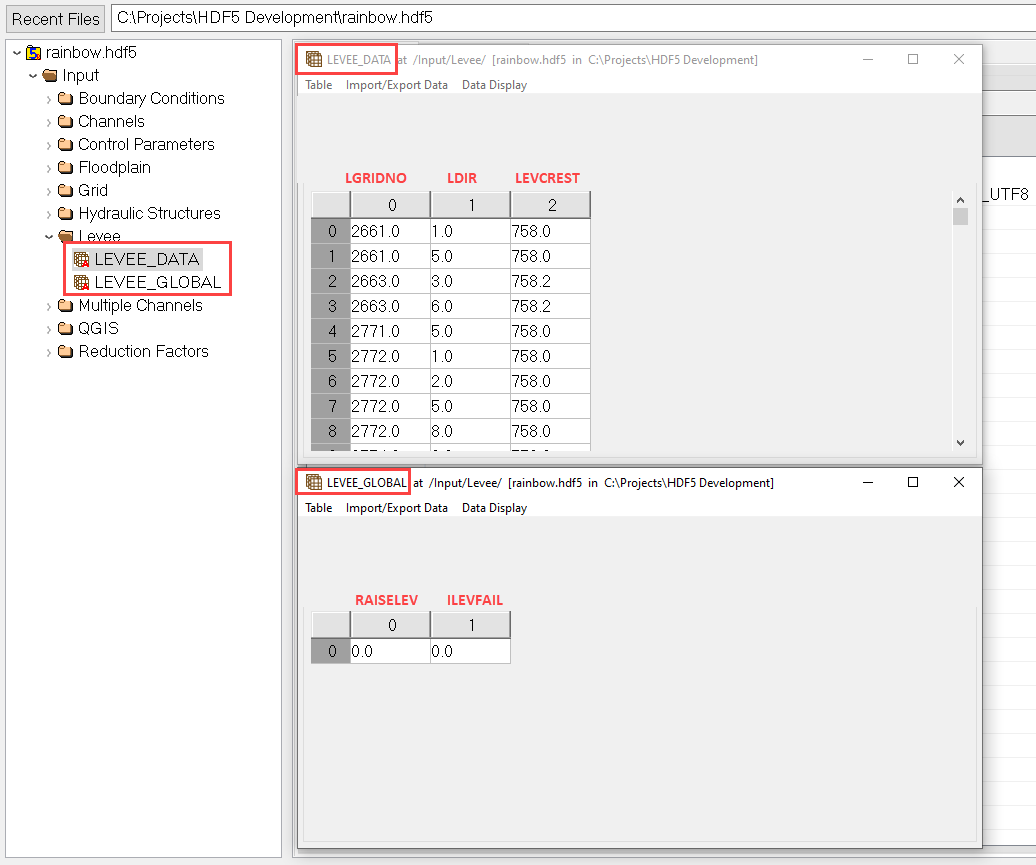 Recent Files C:\Projects\HDF5 Development\rainbow.hdf5
rainbow.hdf5
Input
Boundary Conditions
Channels
Control Parameters
Floodplain
Grid
Hydraulic Structures
Levee
LEVEE_DATA
LEVEE_GLOBAL
Multiple Channels
QGIS
Reduction Factors
LEVEE_DATA at /Input/Levee/ [rainbow.hdf5 in C:\Projects\HDF5 Development]
Table Import/Export Data Data Display
LGRIDNO LDIR LEVCREST
0 1 2
0 2661.0 1.0 758.0
1 2661.0 5.0 758.0
2 2663.0 3.0 758.2
3 2663.0 6.0 758.2
4 2771.0 5.0 758.0
5 2772.0 1.0 758.0
6 2772.0 2.0 758.0
7 2772.0 5.0 758.0
8 2772.0 8.0 758.0
_UTF8
LEVEE_GLOBAL at /Input/Levee/ [rainbow.hdf5 in C:\Projects\HDF5 Development]
Table Import/Export Data Data Display
RAISELEV ILEVFAIL
0 1
0 0.0 0.0